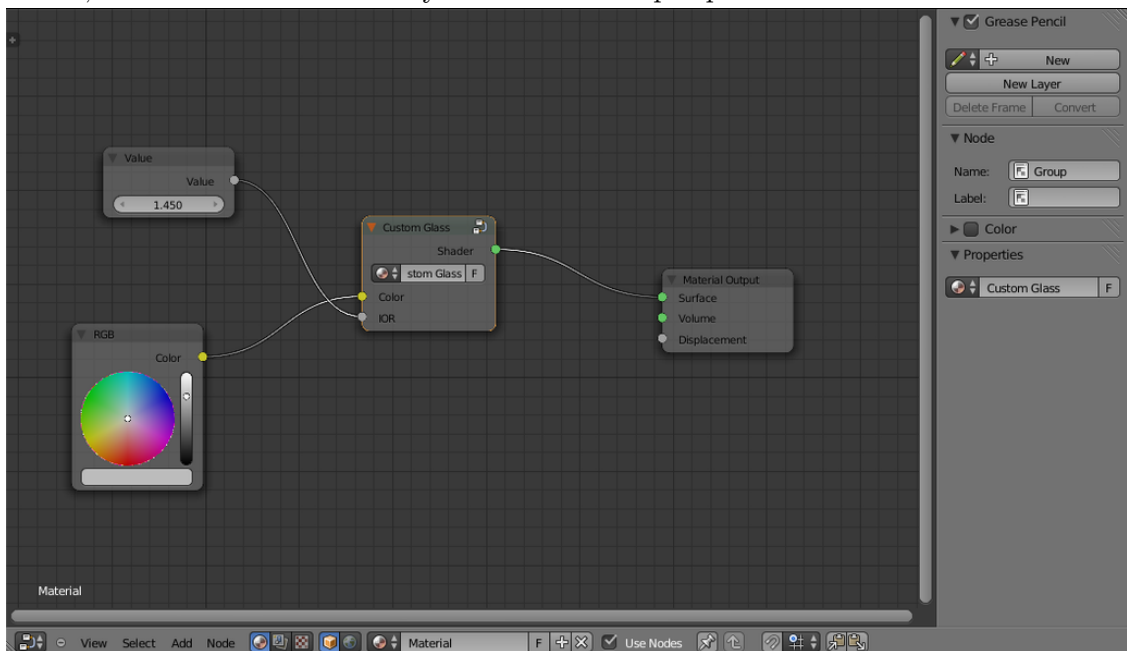 Value
Value
1.450
RGB
Color
Custom Glass
Shader
stom Glass F
Color
IOR
Material Output
Surface
Volume
Displacement
Material
Grease Pencil
New
New Layer
Delete Frame Convert
Node
Name: Group
Label:
Color
Properties
Custom Glass F
View Select Add Node Material F Use Nodes